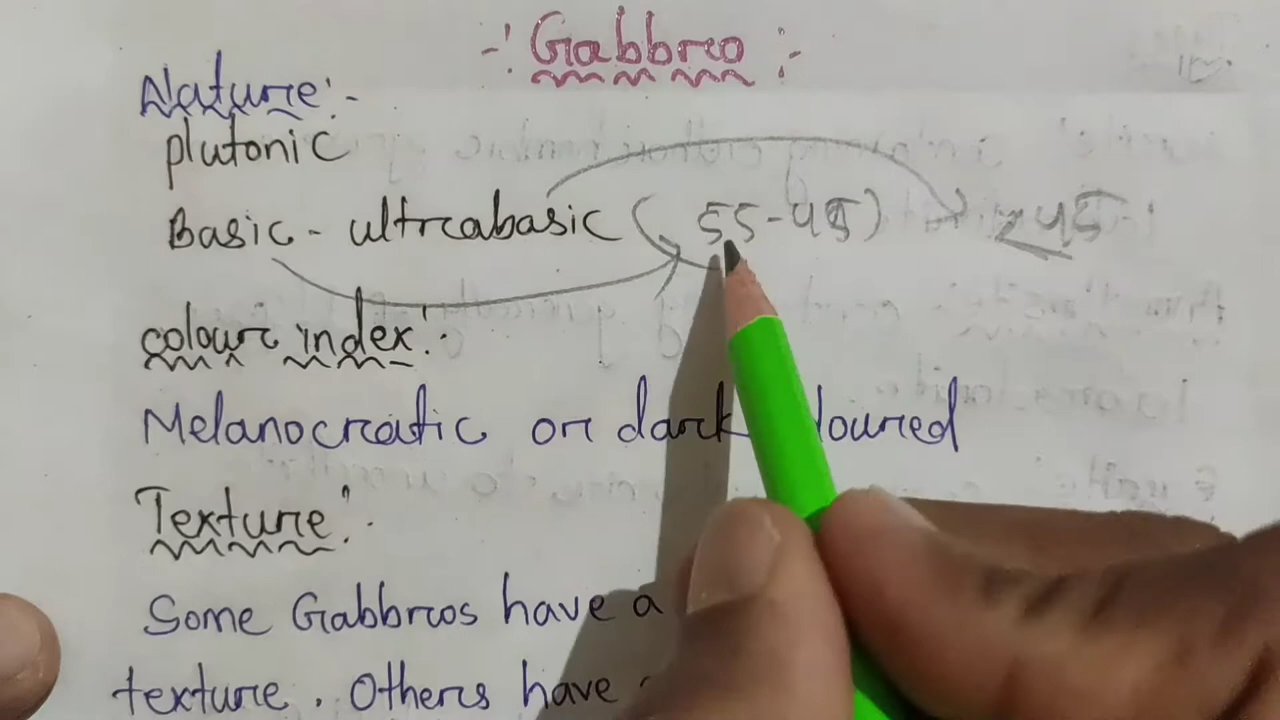 -: Gabbro :-
Nature:-
plutonic
Basic - ultrabasic ( 55-45) <45
colour index:-
Melanocratic or dark loured
Texture:-
Some Gabbros have a
texture. Others have